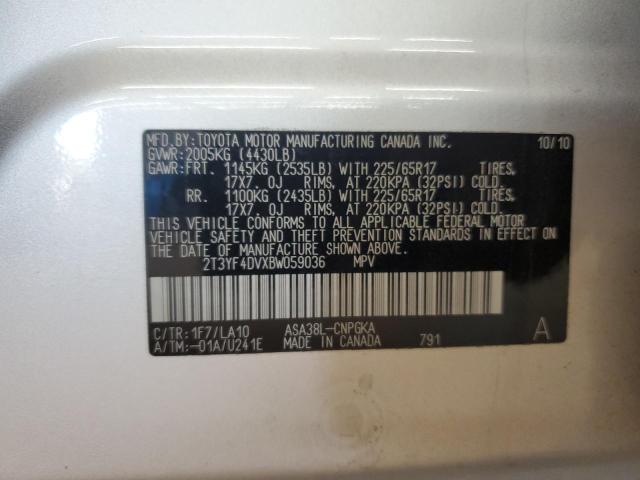 MFD. BY:TOYOTA MOTOR MANUFACTURING CANADA INC. 10/10
GVWR:2005KG (4430LB)
GAWR:FRT. 1145KG (2535LB) WITH 225/65R17 TIRES,
17X7. 0J RIMS, AT 220KPA (32PSI) COLD.
RR. 1100KG (2435LB) WITH 225/65R17 TIRES,
17X7. 0J RIMS, AT 220KPA (32PSI) COLD.
THIS VEHICLE CONFORMS TO ALL APPLICABLE FEDERAL MOTOR
VEHICLE SAFETY AND THEFT PREVENTION STANDARDS IN EFFECT ON
THE DATE OF MANUFACTURE SHOWN ABOVE.
2T3YF4DVXBW059036 MPV
C/TR:1F7/LA10 ASA38L-CNPGKA A
A/TM:-01A/U241E MADE IN CANADA 791